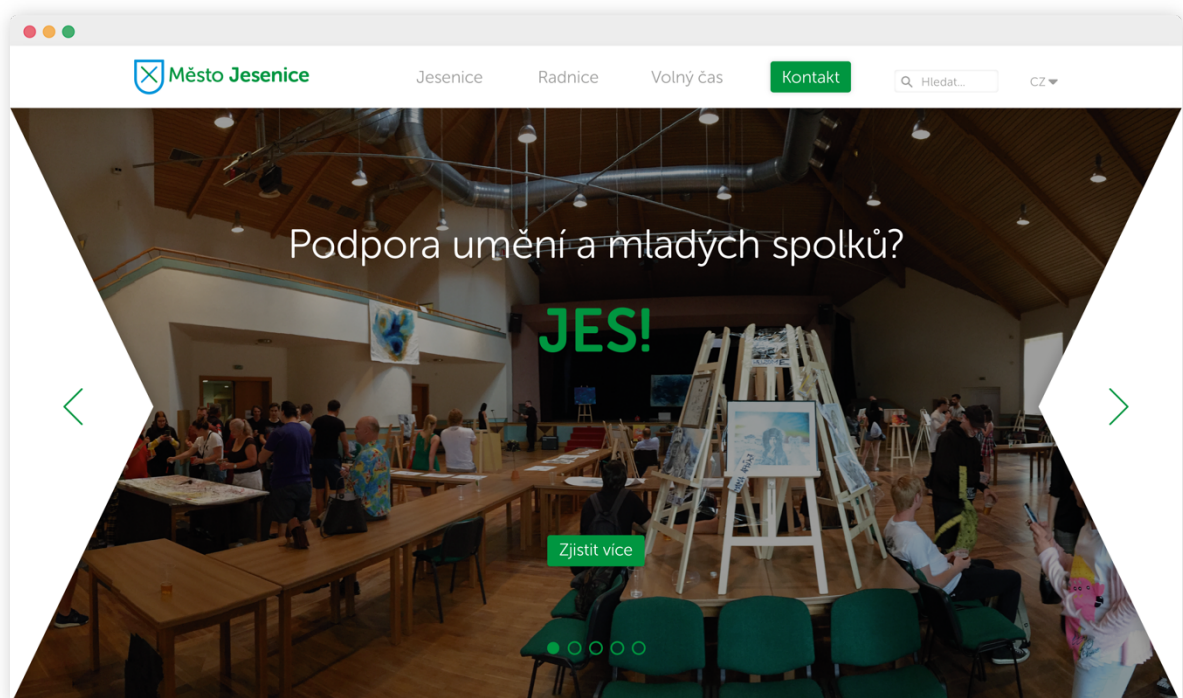 Město Jesenice
Jesenice
Radnice
Volný čas
Kontakt
Hledat...
CZ
Podpora umění a mladých spolků?
JES!
Zjistit více